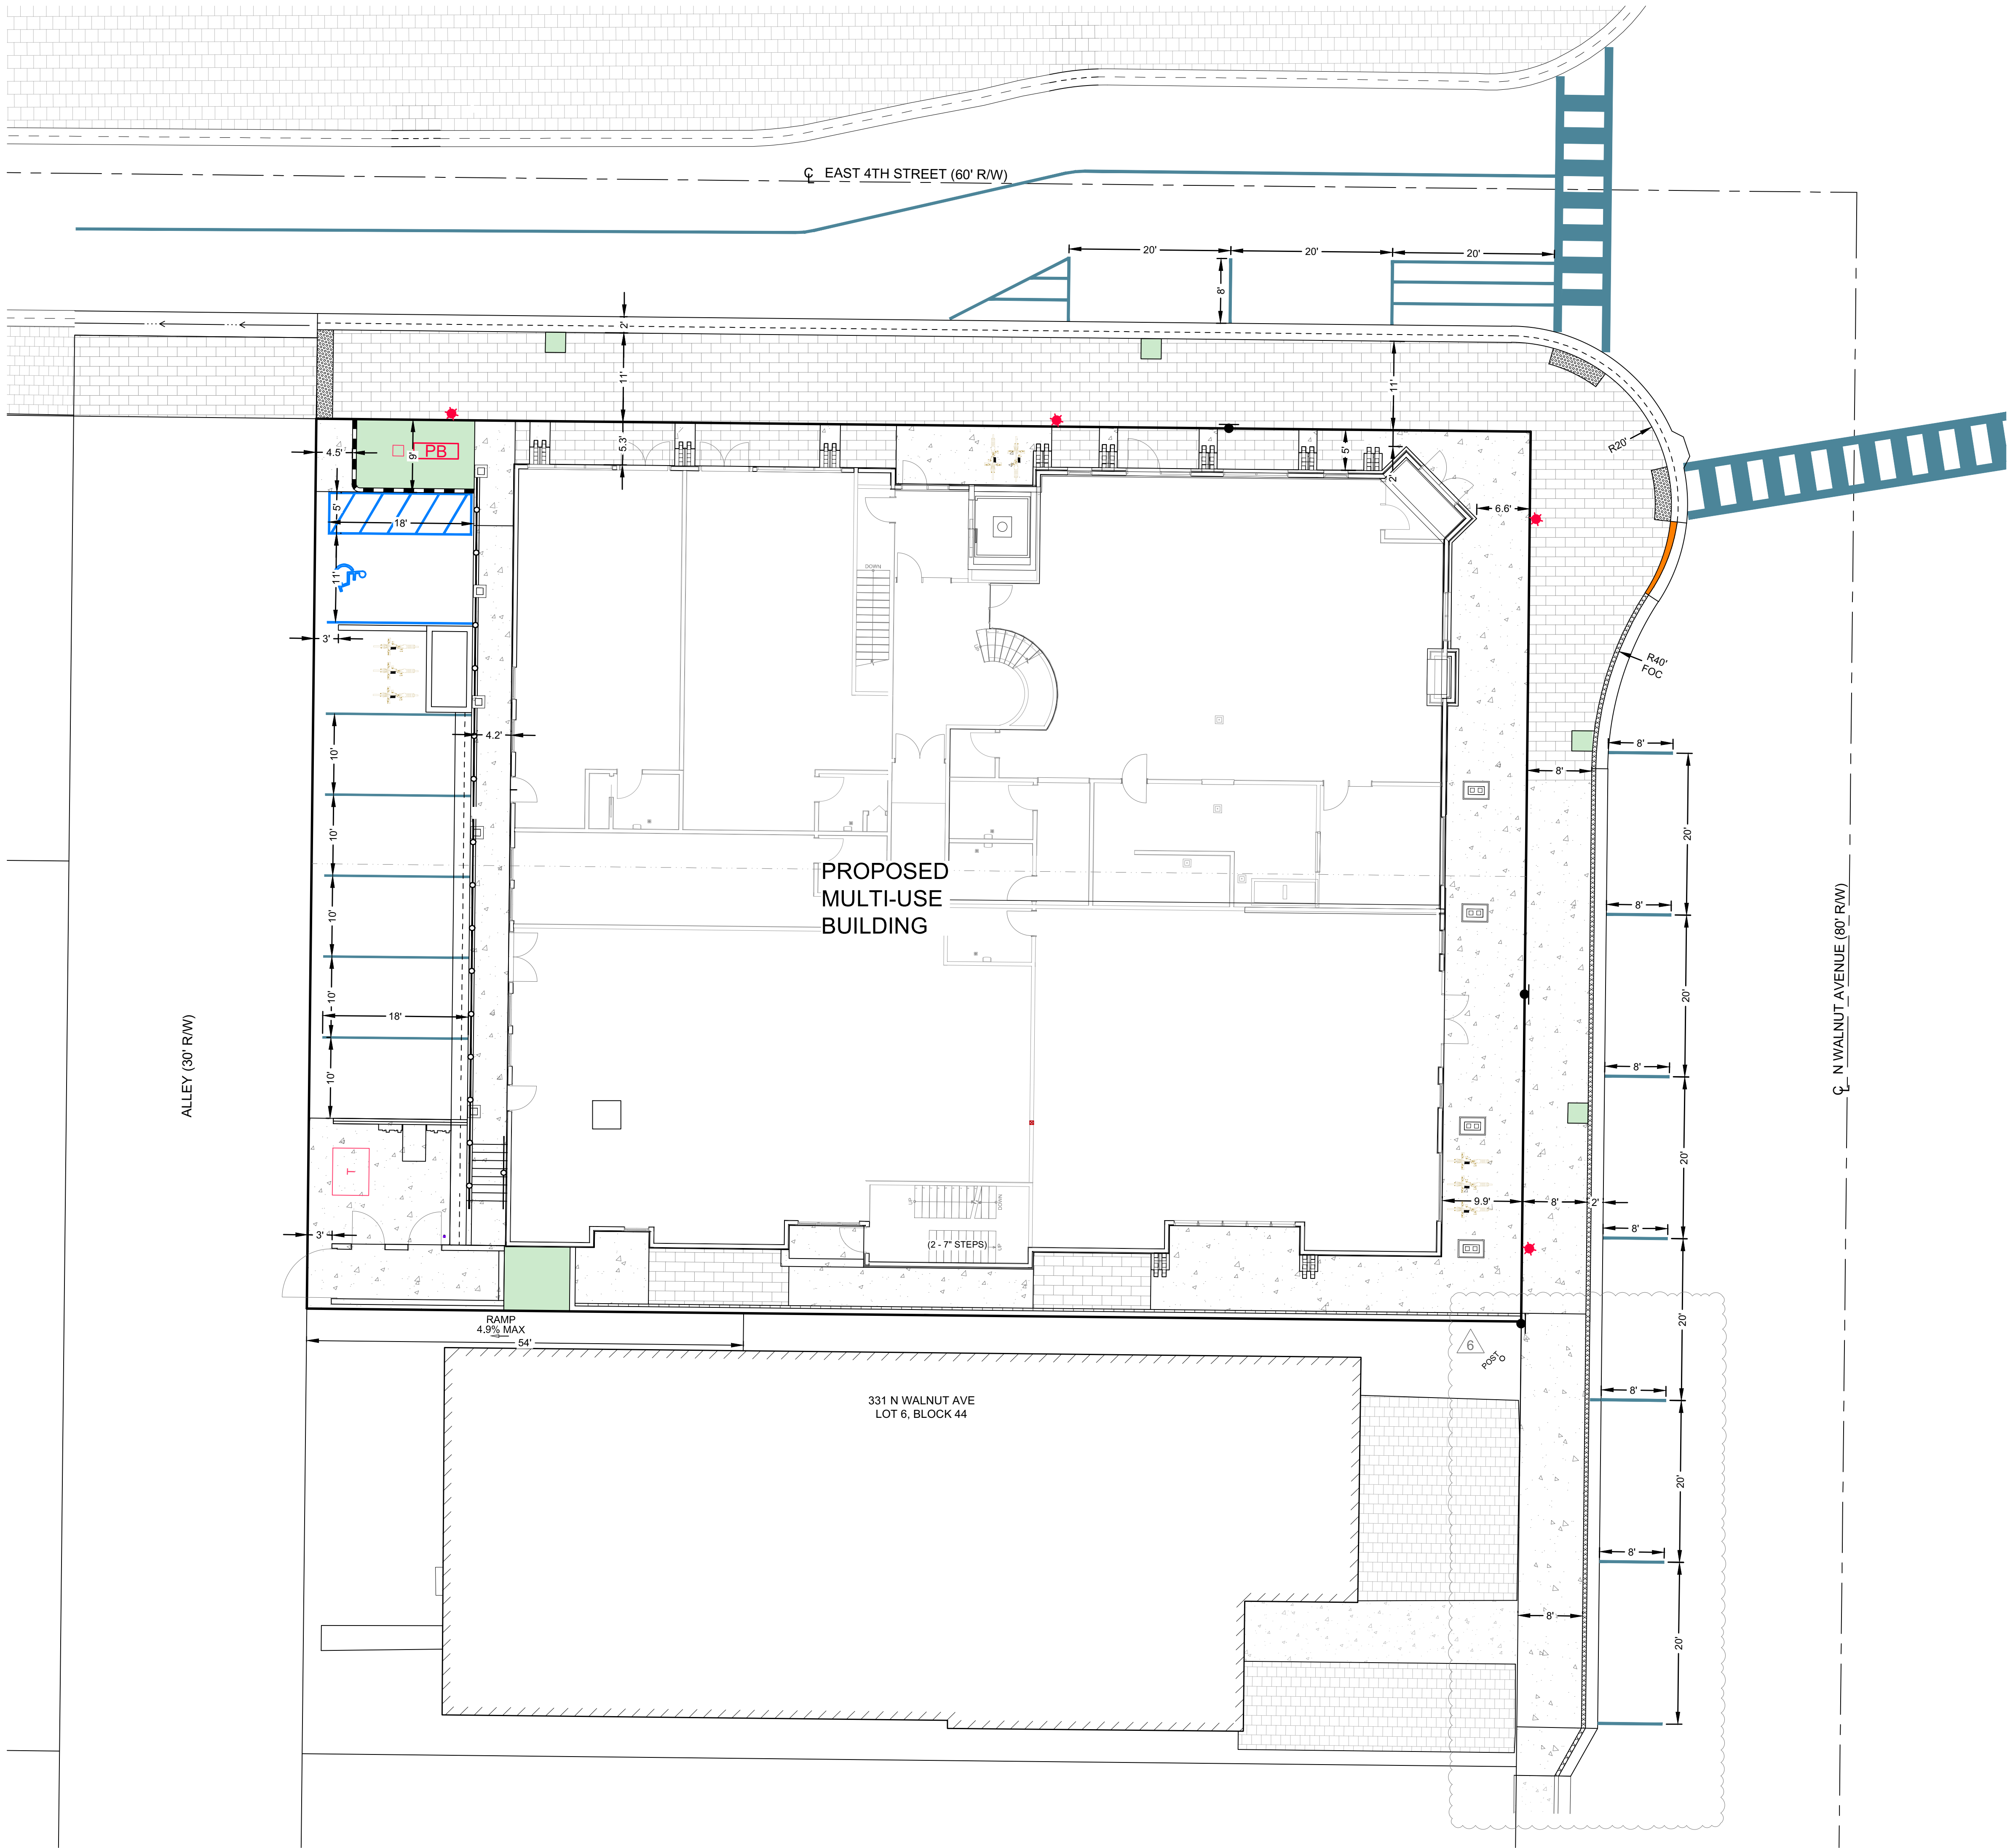 ℄ EAST 4TH STREET (60' R/W)
20'
20'
20'
8'
2'
11'
11'
R20'
4.5'
9'
PB
5.3'
5'
2'
6.6'
5'
18'
11'
DOWN
3'
UP
R40'
FOC
4.2'
8'
8'
10'
10'
10'
10'
18'
10'
20'
8'
PROPOSED
MULTI-USE
BUILDING
20'
℄ N WALNUT AVENUE (80' R/W)
ALLEY (30' R/W)
8'
20'
T
UP
DOWN
9.9'
8'
2'
8'
3'
(2 - 7" STEPS)
UP
20'
RAMP
4.9% MAX
54'
6
POST
8'
331 N WALNUT AVE
LOT 6, BLOCK 44
20'
8'
8'
20'